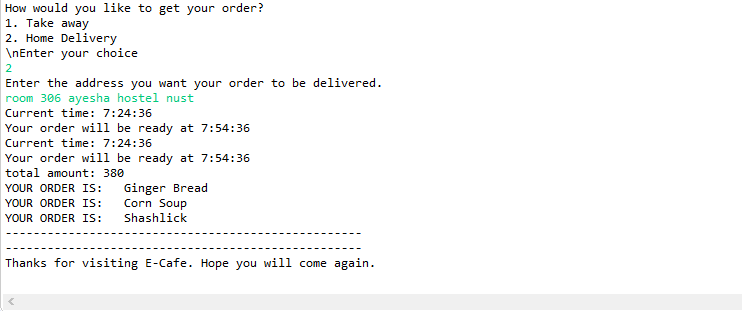 How would you like to get your order?
1. Take away
2. Home Delivery
\nEnter your choice
2
Enter the address you want your order to be delivered.
room 306 ayesha hostel nust
Current time: 7:24:36
Your order will be ready at 7:54:36
Current time: 7:24:36
Your order will be ready at 7:54:36
total amount: 380
YOUR ORDER IS:   Ginger Bread
YOUR ORDER IS:   Corn Soup
YOUR ORDER IS:   Shashlick
---------------------------------------------------
---------------------------------------------------
Thanks for visiting E-Cafe. Hope you will come again.